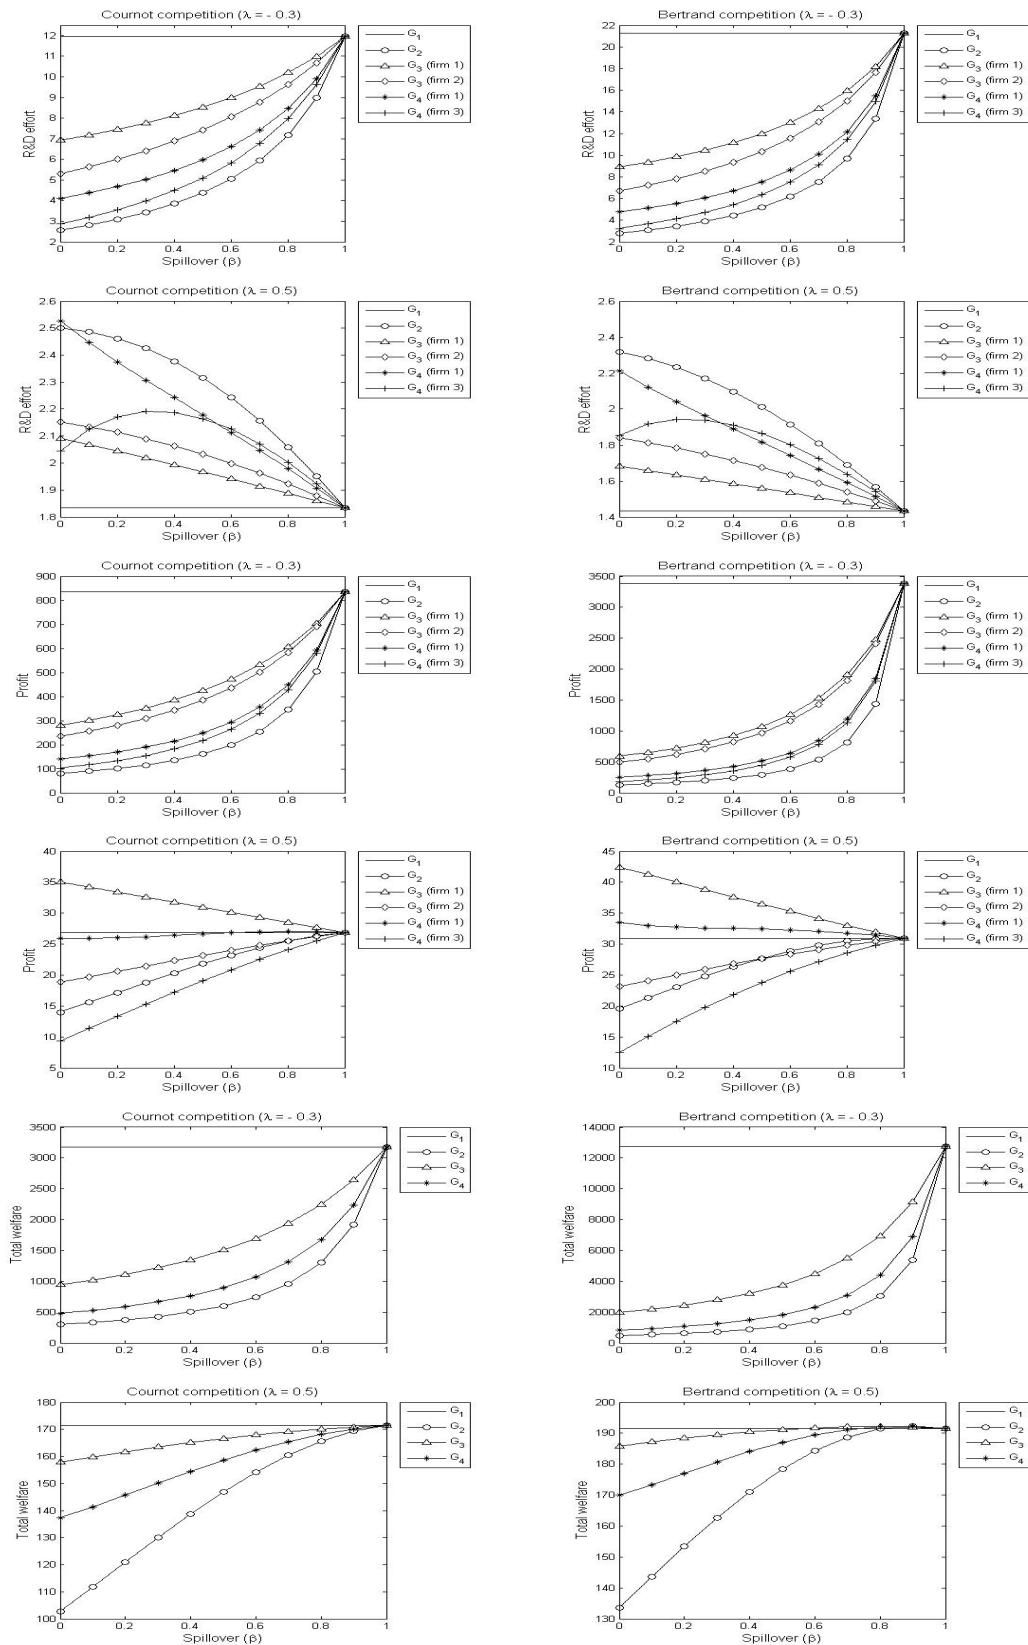 Cournot competition (λ = - 0.3)
12
11
10
9
8
7
6
5
4
3
2
R&D effort
0 0.2 0.4 0.6 0.8 1
Spillover (β)
G1
G2
G3 (firm 1)
G3 (firm 2)
G4 (firm 1)
G4 (firm 3)
Bertrand competition (λ = - 0.3)
22
20
18
16
14
12
10
8
6
4
2
R&D effort
0 0.2 0.4 0.6 0.8 1
Spillover (β)
G1
G2
G3 (firm 1)
G3 (firm 2)
G4 (firm 1)
G4 (firm 3)
Cournot competition (λ = 0.5)
2.6
2.5
2.4
2.3
2.2
2.1
2
1.9
1.8
R&D effort
0 0.2 0.4 0.6 0.8 1
Spillover (β)
G1
G2
G3 (firm 1)
G3 (firm 2)
G4 (firm 1)
G4 (firm 3)
Bertrand competition (λ = 0.5)
2.6
2.4
2.2
2
1.8
1.6
1.4
R&D effort
0 0.2 0.4 0.6 0.8 1
Spillover (β)
G1
G2
G3 (firm 1)
G3 (firm 2)
G4 (firm 1)
G4 (firm 3)
Cournot competition (λ = - 0.3)
900
800
700
600
500
400
300
200
100
0
Profit
0 0.2 0.4 0.6 0.8 1
Spillover (β)
G1
G2
G3 (firm 1)
G3 (firm 2)
G4 (firm 1)
G4 (firm 3)
Bertrand competition (λ = - 0.3)
3500
3000
2500
2000
1500
1000
500
0
Profit
0 0.2 0.4 0.6 0.8 1
Spillover (β)
G1
G2
G3 (firm 1)
G3 (firm 2)
G4 (firm 1)
G4 (firm 3)
Cournot competition (λ = 0.5)
40
35
30
25
20
15
10
5
Profit
0 0.2 0.4 0.6 0.8 1
Spillover (β)
G1
G2
G3 (firm 1)
G3 (firm 2)
G4 (firm 1)
G4 (firm 3)
Bertrand competition (λ = 0.5)
45
40
35
30
25
20
15
10
Profit
0 0.2 0.4 0.6 0.8 1
Spillover (β)
G1
G2
G3 (firm 1)
G3 (firm 2)
G4 (firm 1)
G4 (firm 3)
Cournot competition (λ = - 0.3)
3500
3000
2500
2000
1500
1000
500
0
Total welfare
0 0.2 0.4 0.6 0.8 1
Spillover (β)
G1
G2
G3
G4
Bertrand competition (λ = - 0.3)
14000
12000
10000
8000
6000
4000
2000
0
Total welfare
0 0.2 0.4 0.6 0.8 1
Spillover (β)
G1
G2
G3
G4
Cournot competition (λ = 0.5)
180
170
160
150
140
130
120
110
100
Total welfare
0 0.2 0.4 0.6 0.8 1
Spillover (β)
G1
G2
G3
G4
Bertrand competition (λ = 0.5)
200
190
180
170
160
150
140
130
Total welfare
0 0.2 0.4 0.6 0.8 1
Spillover (β)
G1
G2
G3
G4